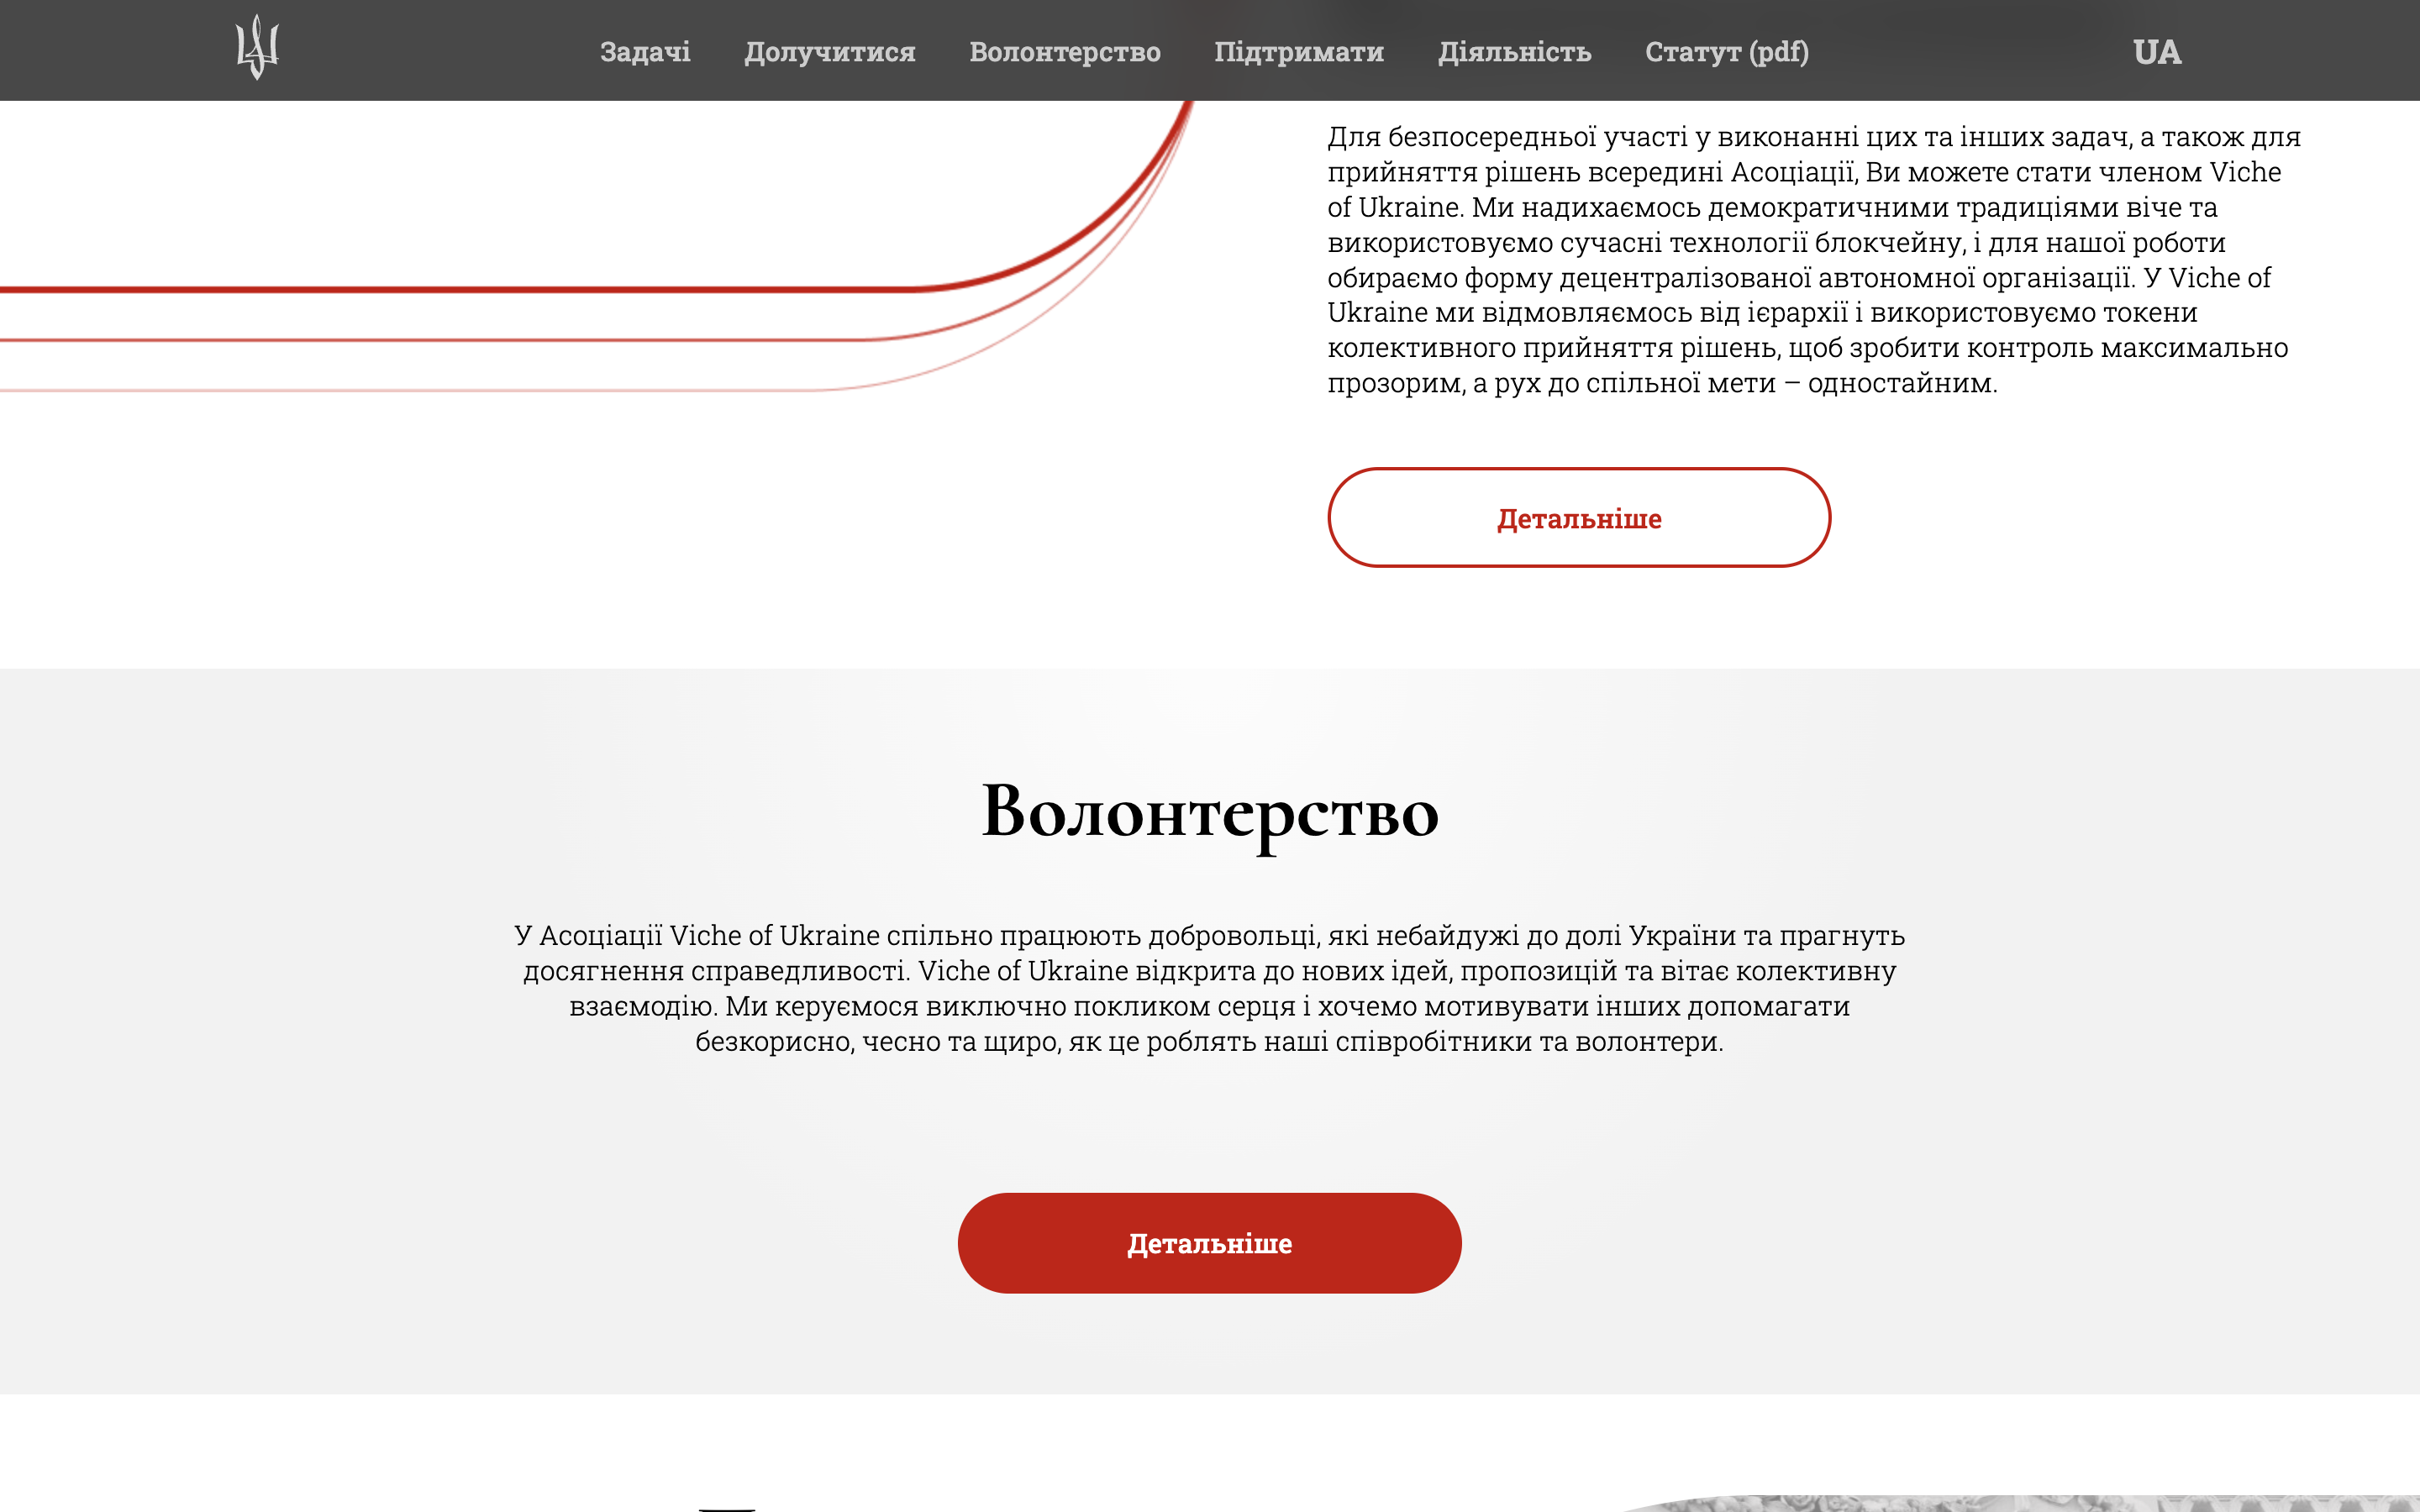 Задачі Долучитися Волонтерство Підтримати Діяльність Статут (pdf) UA
Для безпосередньої участі у виконанні цих та інших задач, а також для
прийняття рішень всередині Асоціації, Ви можете стати членом Viche
of Ukraine. Ми надихаємось демократичними традиціями віче та
використовуємо сучасні технології блокчейну, і для нашої роботи
обираємо форму децентралізованої автономної організації. У Viche of
Ukraine ми відмовляємось від ієрархії і використовуємо токени
колективного прийняття рішень, щоб зробити контроль максимально
прозорим, а рух до спільної мети – одностайним.
Детальніше
Волонтерство
У Асоціації Viche of Ukraine спільно працюють добровольці, які небайдужі до долі України та прагнуть
досягнення справедливості. Viche of Ukraine відкрита до нових ідей, пропозицій та вітає колективну
взаємодію. Ми керуємося виключно покликом серця і хочемо мотивувати інших допомагати
безкорисно, чесно та щиро, як це роблять наші співробітники та волонтери.
Детальніше